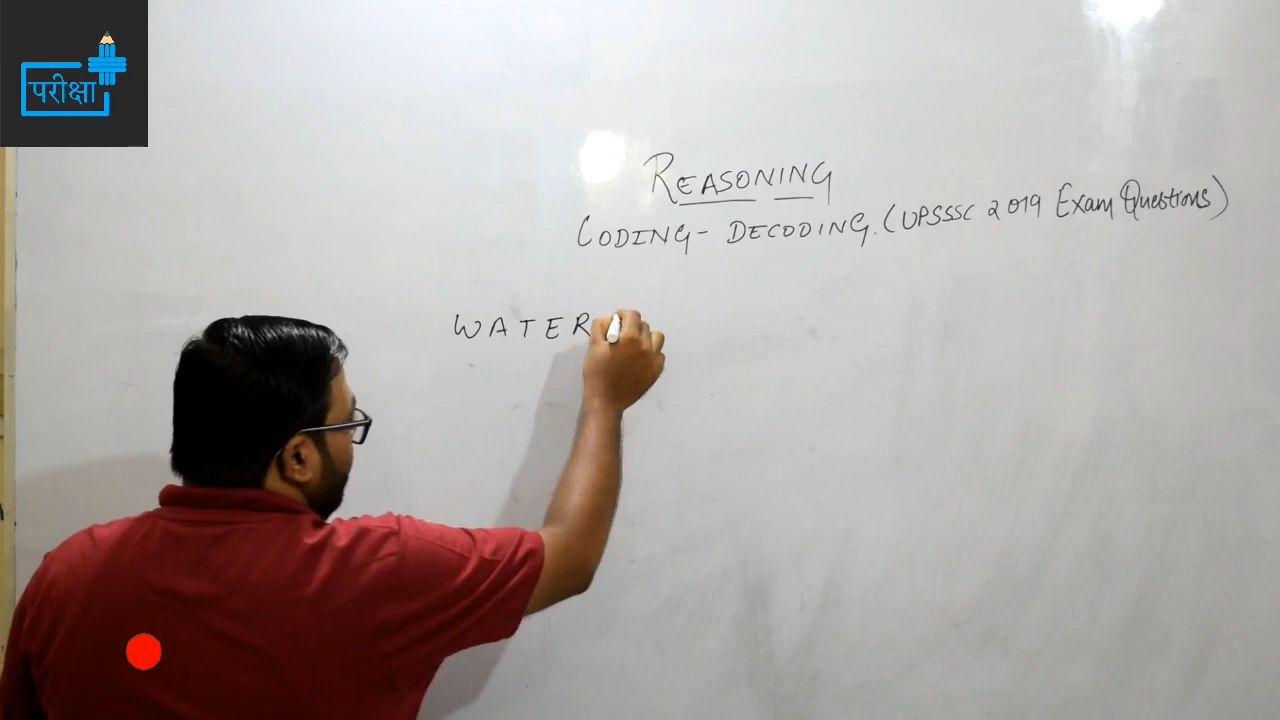 परीक्षा
REASONING
CODING - DECODING. (UPSSSC 2019 Exam Questions)
WATER